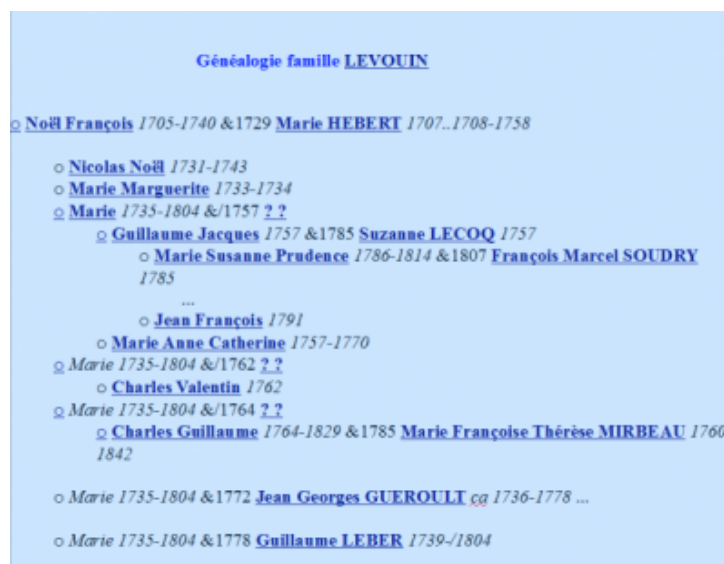 Généalogie famille LEVOUIN
o Noël François 1705-1740 &1729 Marie HEBERT 1707..1708-1758
o Nicolas Noël 1731-1743
o Marie Marguerite 1733-1734
o Marie 1735-1804 &/1757 ? ?
o Guillaume Jacques 1757 &1785 Suzanne LECOQ 1757
o Marie Susanne Prudence 1786-1814 &1807 François Marcel SOUDRY
1785
...
o Jean François 1791
o Marie Anne Catherine 1757-1770
o Marie 1735-1804 &/1762 ? ?
o Charles Valentin 1762
o Marie 1735-1804 &/1764 ? ?
o Charles Guillaume 1764-1829 &1785 Marie Françoise Thérèse MIRBEAU 1760
1842
o Marie 1735-1804 &1772 Jean Georges GUEROULT ca 1736-1778 ...
o Marie 1735-1804 &1778 Guillaume LEBER 1739-/1804